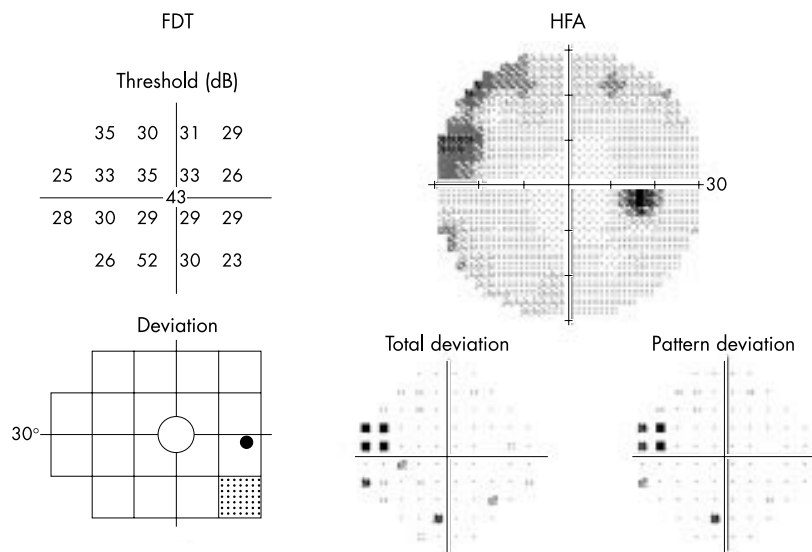 FDT
HFA
Threshold (dB)
35 30 31 29
25 33 35 33 26
43
30
28 30 29 29 29
26 52 30 23
Deviation
Total deviation
Pattern deviation
30°